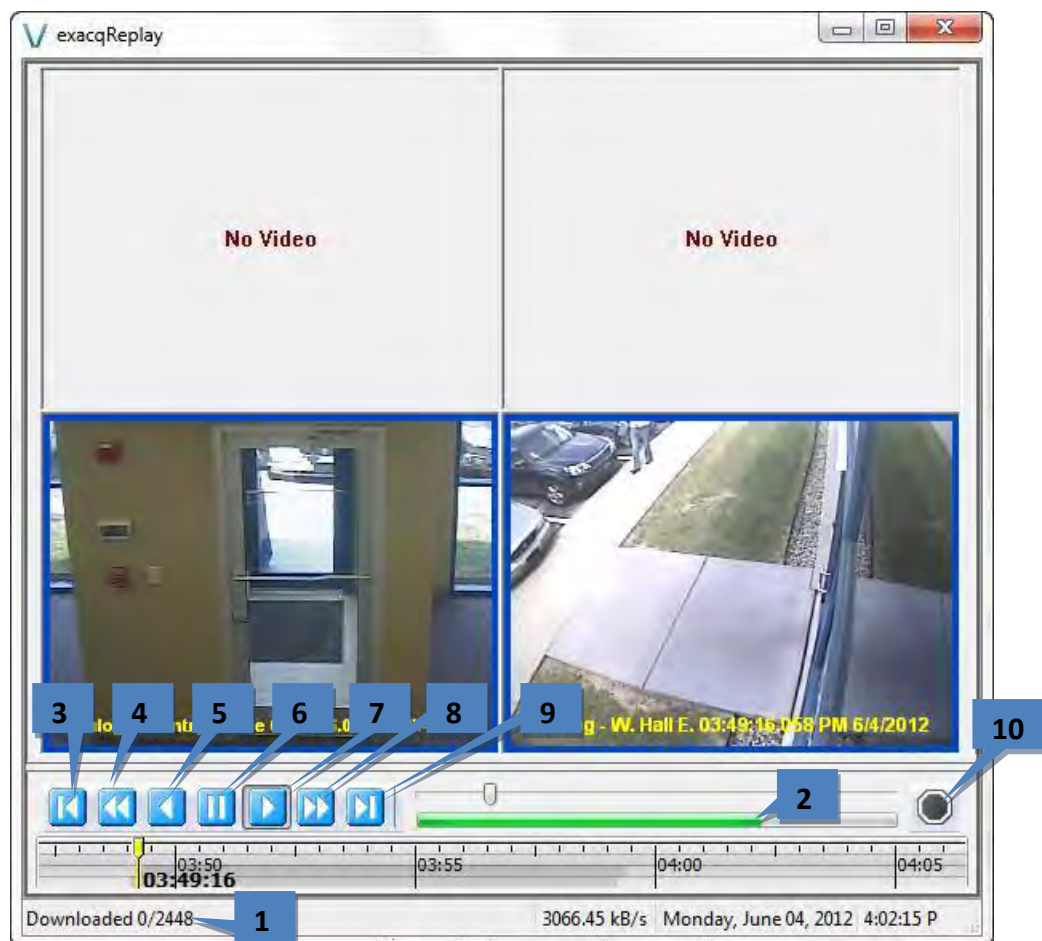 exacqReplay
No Video
No Video
03:49:16.068 PM 6/4/2012
- W. Hall E.
3
4
5
6
7
8
9
10
2
03:50
03:55
04:00
04:05
03:49:16
Downloaded 0/2448
1
3066.45 kB/s
Monday, June 04, 2012
4:02:15 P